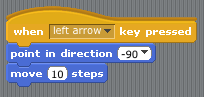 when left arrow key pressed
point in direction -90
move 10 steps